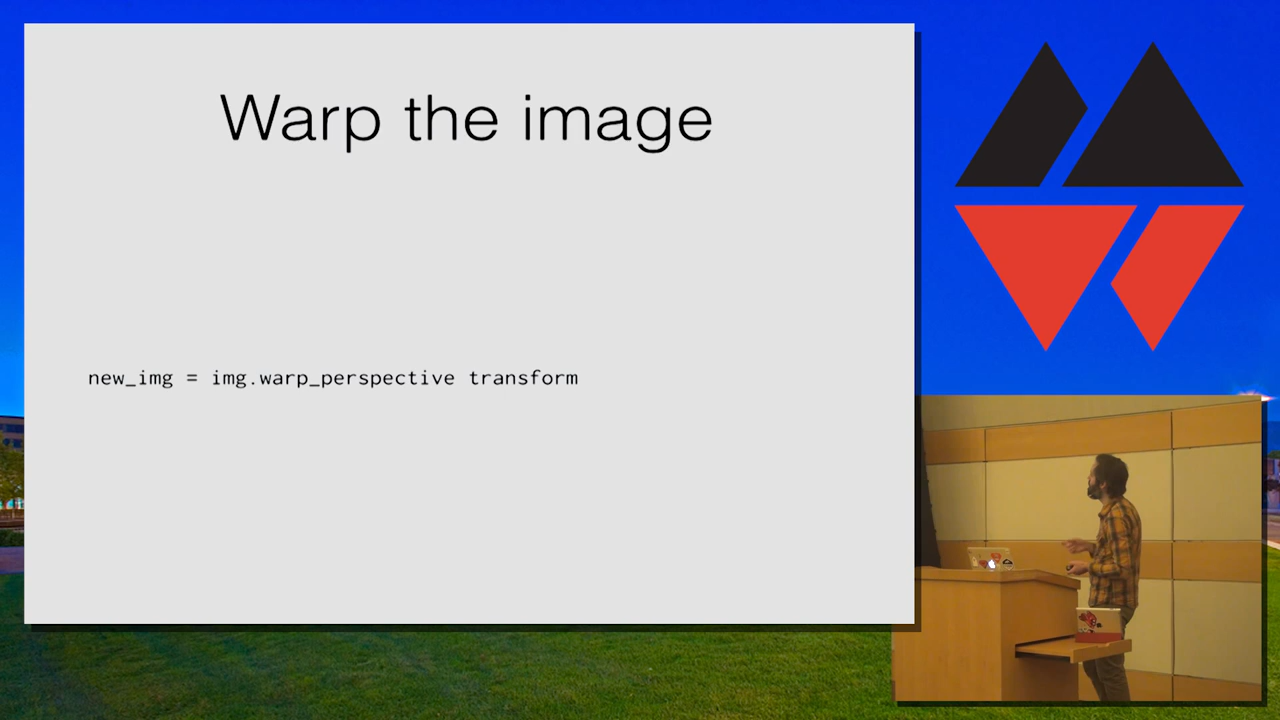 Warp the image
new_img = img.warp_perspective transform